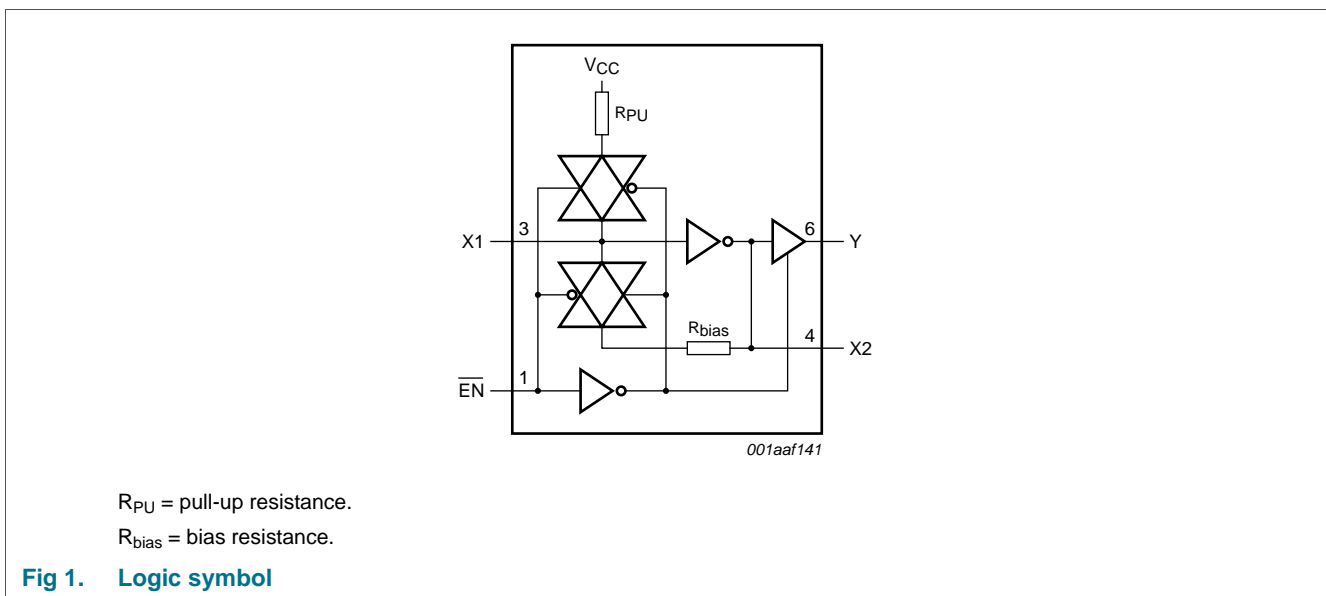 VCC
RPU
X1
3
6
Y
Rbias
4
X2
EN
1
001aaf141
RPU = pull-up resistance.
Rbias = bias resistance.
Fig 1. Logic symbol